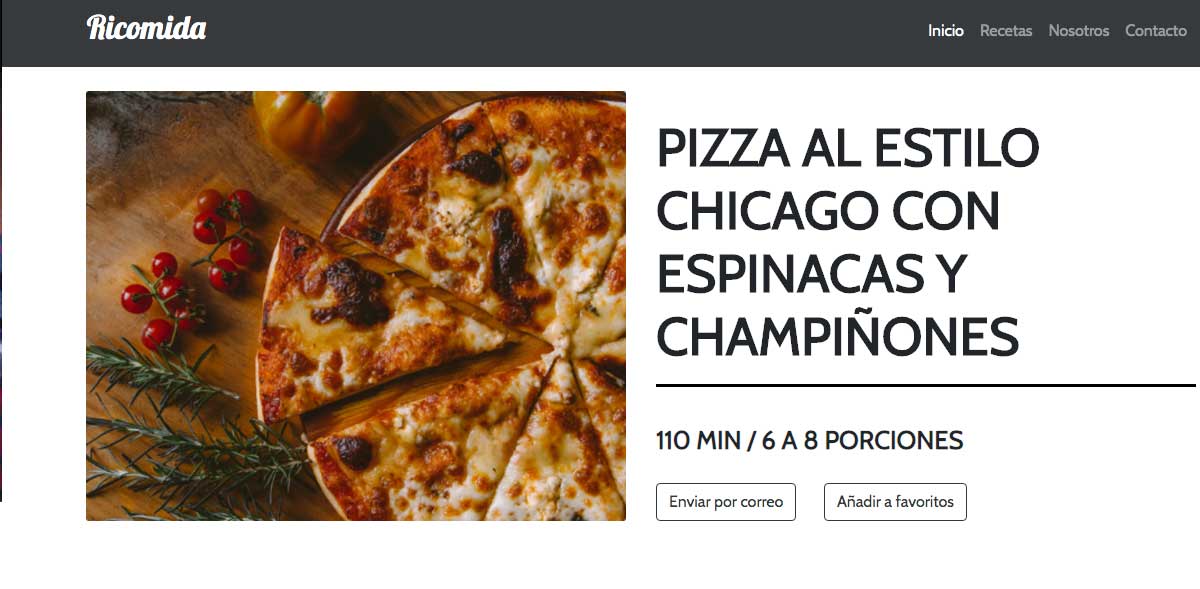 Ricomida
Inicio Recetas Nosotros Contacto
PIZZA AL ESTILO
CHICAGO CON
ESPINACAS Y
CHAMPIÑONES
110 MIN / 6 A 8 PORCIONES
Enviar por correo
Añadir a favoritos